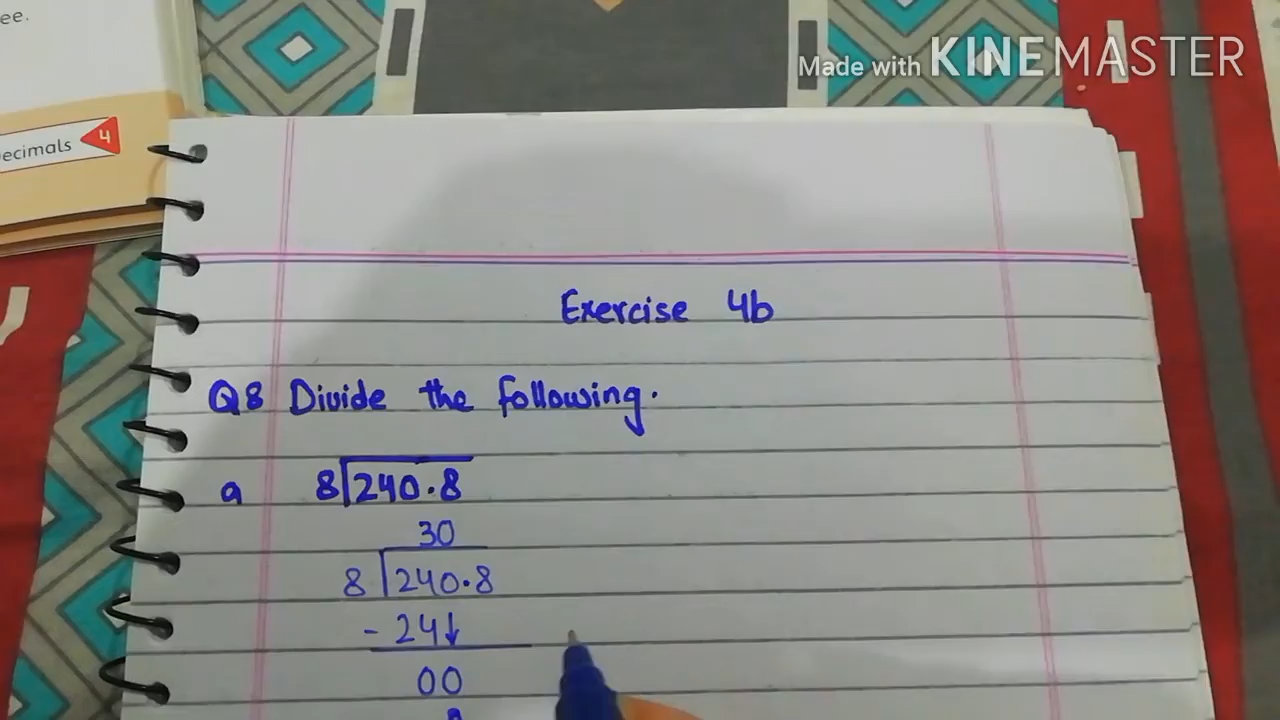 ee.
Made with KINEMASTER
ecimals 4
Exercise 4b
Q8 Divide the following.
a 8 240.8
30
8 240.8
- 24↓
00